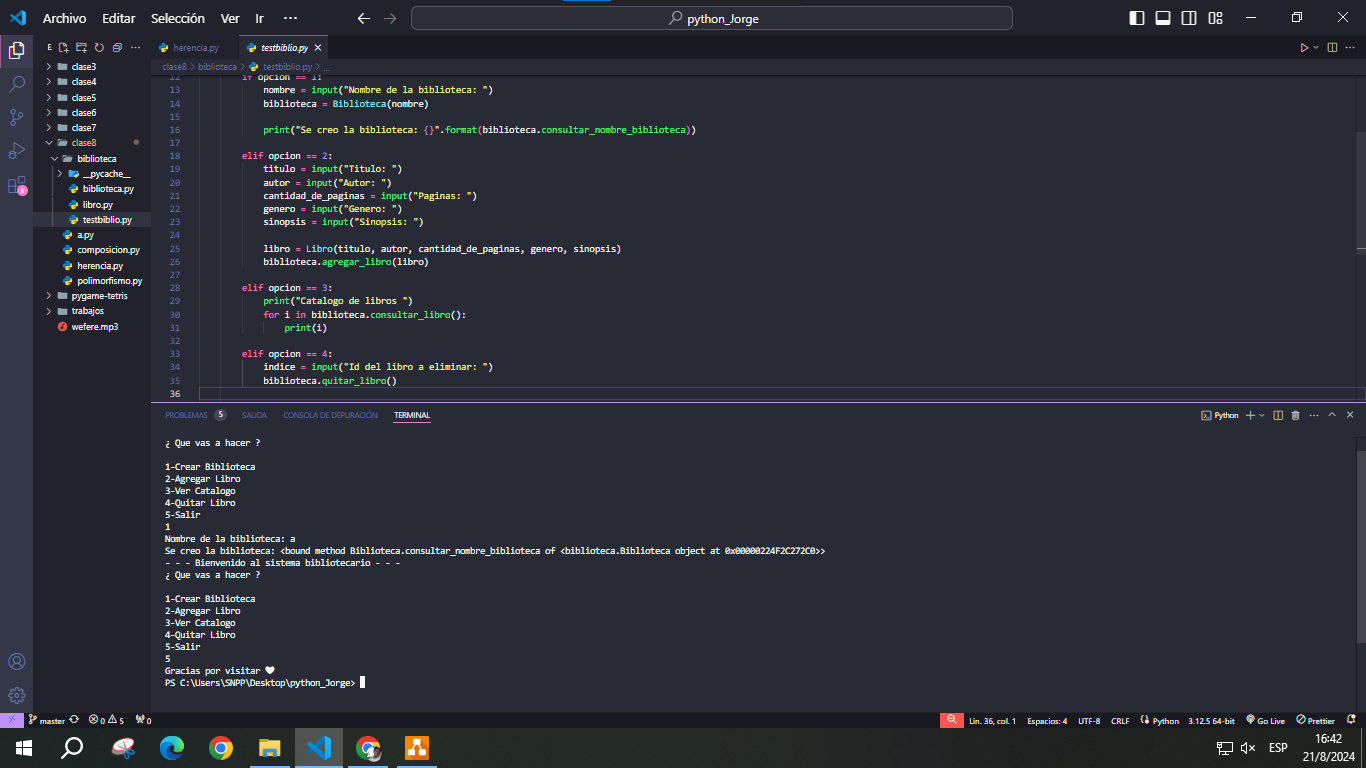 Archivo Editar Selección Ver Ir ··· python_Jorge
E herencia.py testbiblio.py
clase8 > biblioteca > testbiblio.py > ...
clase3
clase4
clase5
clase6
clase7
clase8
biblioteca
__pycache__
biblioteca.py
libro.py
testbiblio.py
a.py
composicion.py
herencia.py
polimorfismo.py
pygame-tetris
trabajos
wefere.mp3
3
12 if opcion == 1:
13 nombre = input("Nombre de la biblioteca: ")
14 biblioteca = Biblioteca(nombre)
15
16 print("Se creo la biblioteca: {}".format(biblioteca.consultar_nombre_biblioteca))
17
18 elif opcion == 2:
19 titulo = input("Titulo: ")
20 autor = input("Autor: ")
21 cantidad_de_paginas = input("Paginas: ")
22 genero = input("Genero: ")
23 sinopsis = input("Sinopsis: ")
24
25 libro = Libro(titulo, autor, cantidad_de_paginas, genero, sinopsis)
26 biblioteca.agregar_libro(libro)
27
28 elif opcion == 3:
29 print("Catalogo de libros ")
30 for i in biblioteca.consultar_libro():
31 print(i)
32
33 elif opcion == 4:
34 indice = input("Id del libro a eliminar: ")
35 biblioteca.quitar_libro()
36
PROBLEMAS 5 SALIDA CONSOLA DE DEPURACIÓN TERMINAL Python
¿ Que vas a hacer ?
1-Crear Biblioteca
2-Agregar Libro
3-Ver Catalogo
4-Quitar Libro
5-Salir
1
Nombre de la biblioteca: a
Se creo la biblioteca: <bound method Biblioteca.consultar_nombre_biblioteca of <biblioteca.Biblioteca object at 0x00000224F2C272C0>>
- - - Bienvenido al sistema bibliotecario - - -
¿ Que vas a hacer ?
1-Crear Biblioteca
2-Agregar Libro
3-Ver Catalogo
4-Quitar Libro
5-Salir
5
Gracias por visitar 🤍
PS C:\Users\SNPP\Desktop\python_Jorge>
master 0 5 0 Lín. 36, col. 1 Espacios: 4 UTF-8 CRLF Python 3.12.5 64-bit Go Live Prettier
ESP 16:42
21/8/2024